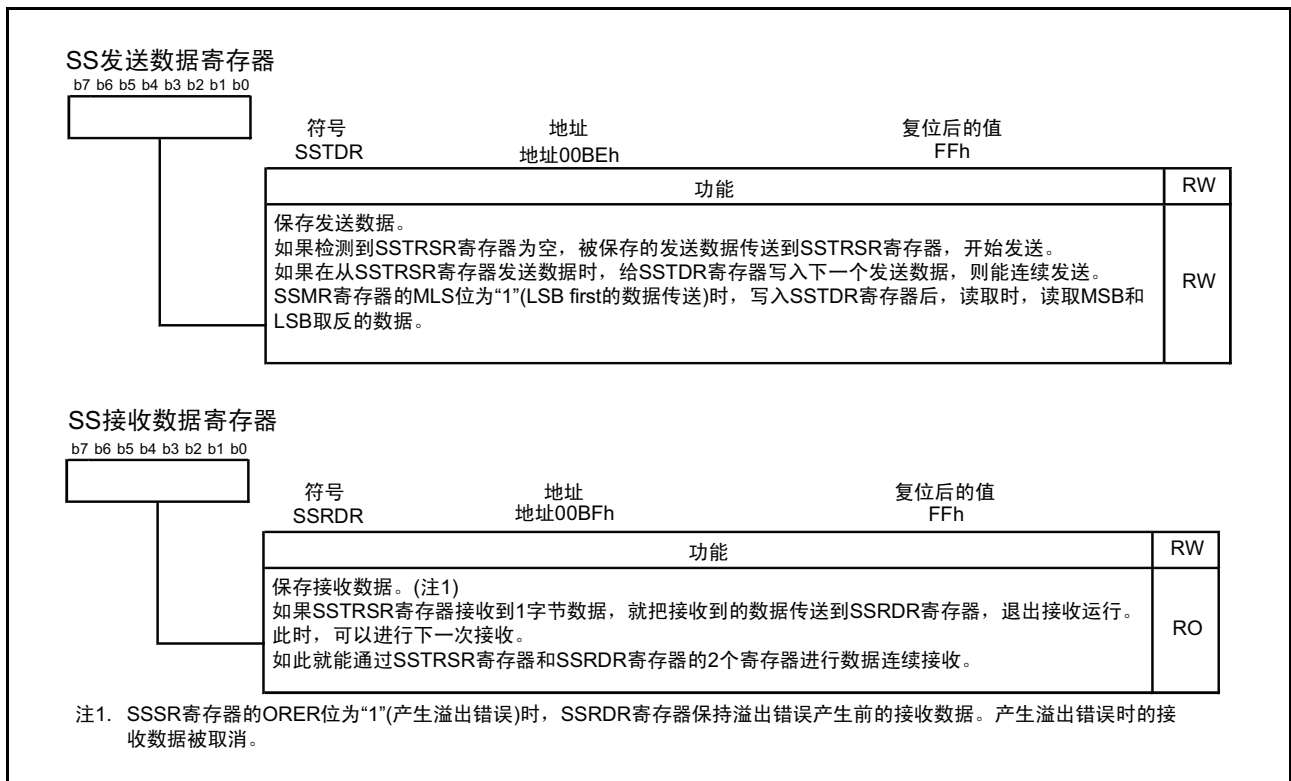 SS发送数据寄存器
b7 b6 b5 b4 b3 b2 b1 b0
符号 地址 复位后的值
SSTDR 地址00BEh FFh
功能 RW
保存发送数据。
如果检测到SSTRSR寄存器为空，被保存的发送数据传送到SSTRSR寄存器，开始发送。
如果在从SSTRSR寄存器发送数据时，给SSTDR寄存器写入下一个发送数据，则能连续发送。
SSMR寄存器的MLS位为“1”(LSB first的数据传送)时，写入SSTDR寄存器后，读取时，读取MSB和
LSB取反的数据。
RW
SS接收数据寄存器
b7 b6 b5 b4 b3 b2 b1 b0
符号 地址 复位后的值
SSRDR 地址00BFh FFh
功能 RW
保存接收数据。(注1)
如果SSTRSR寄存器接收到1字节数据，就把接收到的数据传送到SSRDR寄存器，退出接收运行。
此时，可以进行下一次接收。
如此就能通过SSTRSR寄存器和SSRDR寄存器的2个寄存器进行数据连续接收。
RO
注1. SSSR寄存器的ORER位为“1”(产生溢出错误)时，SSRDR寄存器保持溢出错误产生前的接收数据。产生溢出错误时的接
收数据被取消。